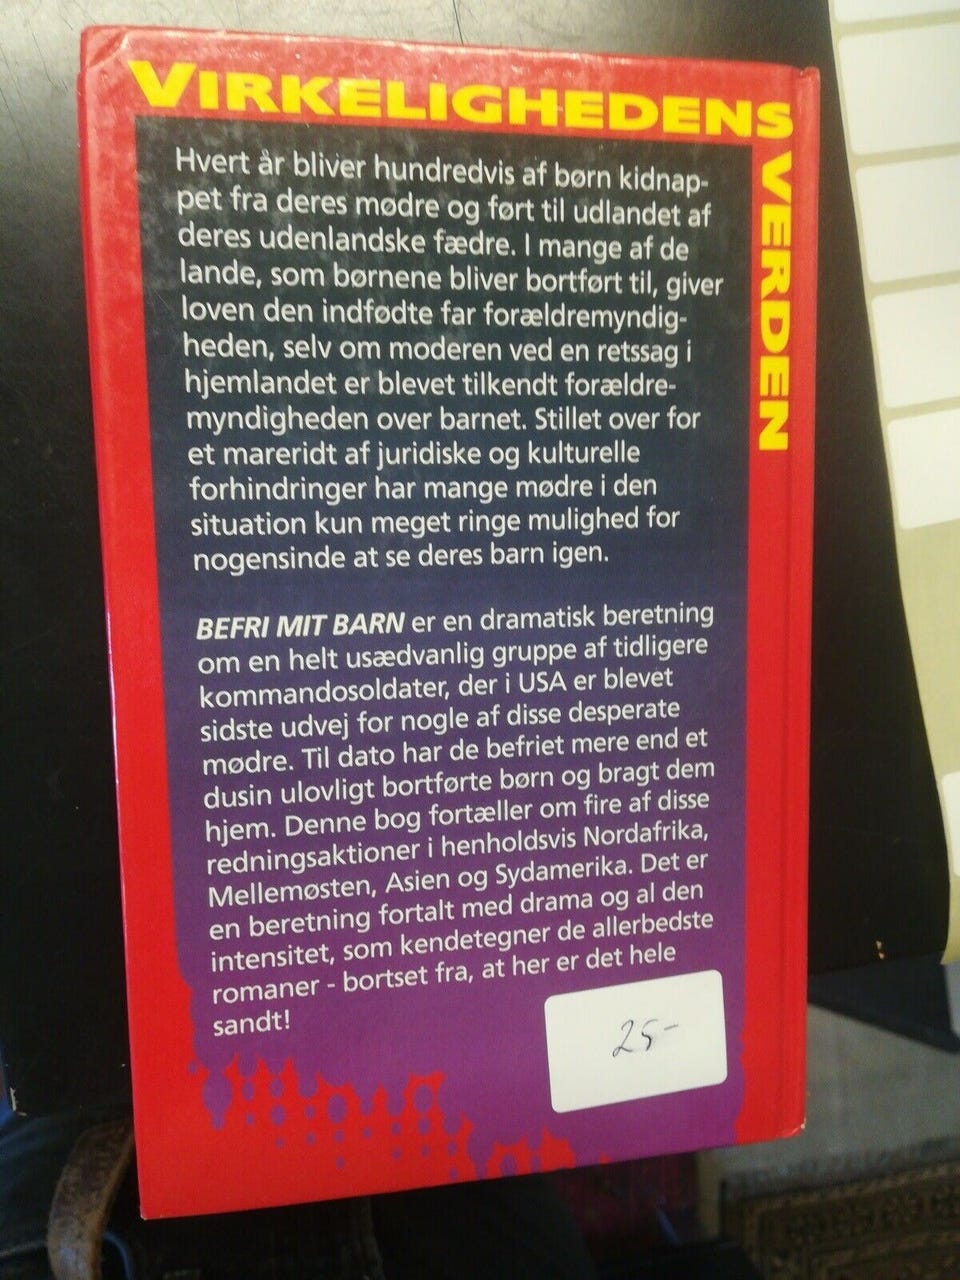 VIRKELIGHEDENS
VERDEN
Hvert år bliver hundredvis af børn kidnap-
pet fra deres mødre og ført til udlandet af
deres udenlandske fædre. I mange af de
lande, som børnene bliver bortført til, giver
loven den indfødte far forældremyndig-
heden, selv om moderen ved en retssag i
hjemlandet er blevet tilkendt forældre-
myndigheden over barnet. Stillet over for
et mareridt af juridiske og kulturelle
forhindringer har mange mødre i den
situation kun meget ringe mulighed for
nogensinde at se deres barn igen.
BEFRI MIT BARN er en dramatisk beretning
om en helt usædvanlig gruppe af tidligere
kommandosoldater, der i USA er blevet
sidste udvej for nogle af disse desperate
mødre. Til dato har de befriet mere end et
dusin ulovligt bortførte børn og bragt dem
hjem. Denne bog fortæller om fire af disse
redningsaktioner i henholdsvis Nordafrika,
Mellemøsten, Asien og Sydamerika. Det er
en beretning fortalt med drama og al den
intensitet, som kendetegner de allerbedste
romaner - bortset fra, at her er det hele
sandt!
25-